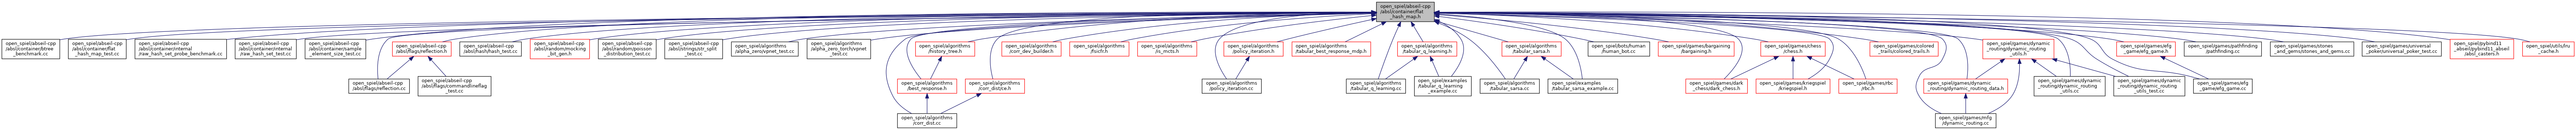 open_spiel/abseil-cpp
/absl/container/flat
_hash_map.h
open_spiel/abseil-cpp
/absl/container/btree
_benchmark.cc
open_spiel/abseil-cpp
/absl/container/flat
_hash_map_test.cc
open_spiel/abseil-cpp
/absl/container/internal
/raw_hash_set_probe_benchmark.cc
open_spiel/abseil-cpp
/absl/container/internal
/raw_hash_set_test.cc
open_spiel/abseil-cpp
/absl/container/sample
_element_size_test.cc
open_spiel/abseil-cpp
/absl/flags/reflection.h
open_spiel/abseil-cpp
/absl/hash/hash_test.cc
open_spiel/abseil-cpp
/absl/random/mocking
_bit_gen.h
open_spiel/abseil-cpp
/absl/random/poisson
_distribution_test.cc
open_spiel/abseil-cpp
/absl/strings/str_split
_test.cc
open_spiel/algorithms
/alpha_zero/vpnet_test.cc
open_spiel/algorithms
/alpha_zero_torch/vpnet
_test.cc
open_spiel/algorithms
/history_tree.h
open_spiel/algorithms
/corr_dev_builder.h
open_spiel/algorithms
/fsicfr.h
open_spiel/algorithms
/is_mcts.h
open_spiel/algorithms
/policy_iteration.h
open_spiel/algorithms
/tabular_best_response_mdp.h
open_spiel/algorithms
/tabular_q_learning.h
open_spiel/algorithms
/tabular_sarsa.h
open_spiel/bots/human
/human_bot.cc
open_spiel/games/bargaining
/bargaining.h
open_spiel/games/chess
/chess.h
open_spiel/games/colored
_trails/colored_trails.h
open_spiel/games/dynamic
_routing/dynamic_routing
_utils.h
open_spiel/games/efg
_game/efg_game.h
open_spiel/games/pathfinding
/pathfinding.cc
open_spiel/games/stones
_and_gems/stones_and_gems.cc
open_spiel/games/universal
_poker/universal_poker_test.cc
open_spiel/pybind11
_abseil/pybind11_abseil
/absl_casters.h
open_spiel/utils/lru
_cache.h
open_spiel/abseil-cpp
/absl/flags/reflection.cc
open_spiel/abseil-cpp
/absl/flags/commandlineflag
_test.cc
open_spiel/algorithms
/best_response.h
open_spiel/algorithms
/corr_dist/ce.h
open_spiel/algorithms
/policy_iteration.cc
open_spiel/algorithms
/tabular_q_learning.cc
open_spiel/examples
/tabular_q_learning
_example.cc
open_spiel/algorithms
/tabular_sarsa.cc
open_spiel/examples
/tabular_sarsa_example.cc
open_spiel/games/dark
_chess/dark_chess.h
open_spiel/games/kriegspiel
/kriegspiel.h
open_spiel/games/rbc
/rbc.h
open_spiel/games/dynamic
_routing/dynamic_routing_data.h
open_spiel/games/dynamic
_routing/dynamic_routing
_utils.cc
open_spiel/games/dynamic
_routing/dynamic_routing
_utils_test.cc
open_spiel/games/efg
_game/efg_game.cc
open_spiel/algorithms
/corr_dist.cc
open_spiel/games/mfg
/dynamic_routing.cc